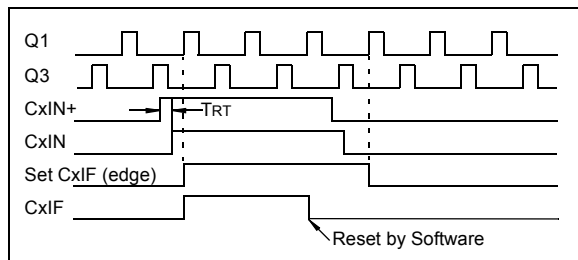 Q1
Q3
CxIN+
TRT
CxIN
Set CxIF (edge)
CxIF
Reset by Software